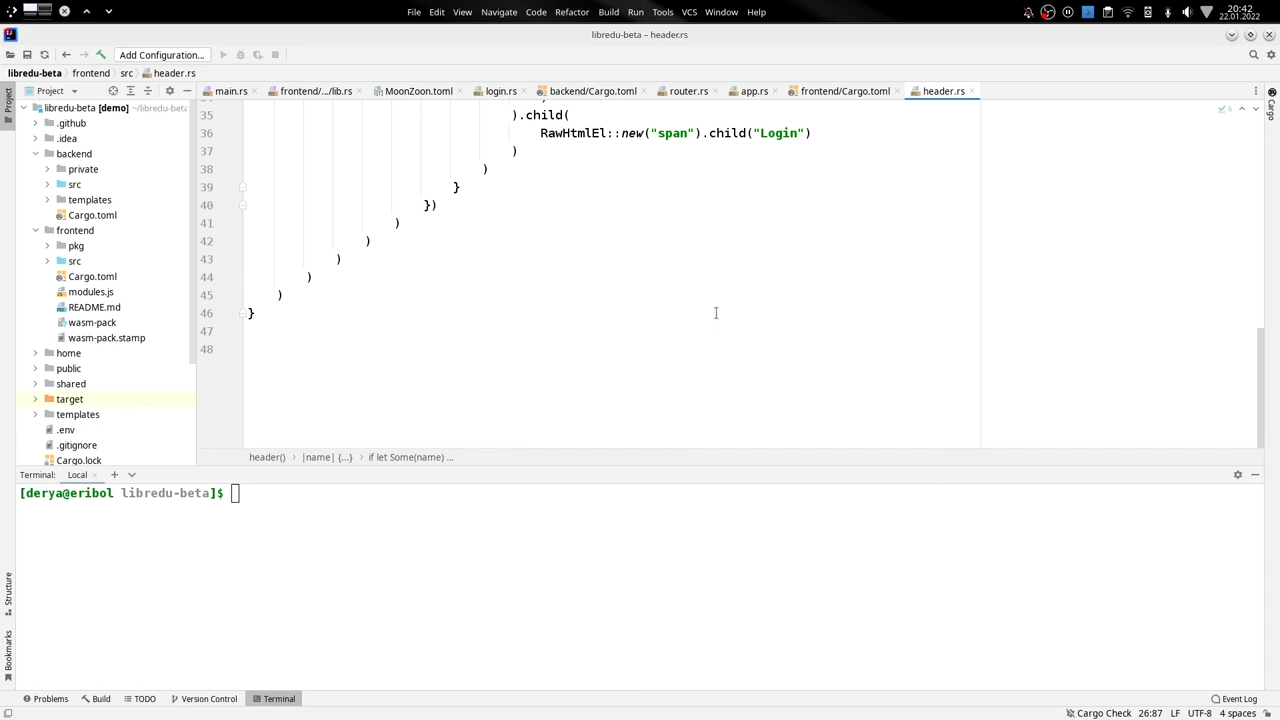 File Edit View Navigate Code Refactor Build Run Tools VCS Window Help
20:42
22.01.2022
libredu-beta – header.rs
Add Configuration...
libredu-beta frontend src header.rs
Project
main.rs frontend/.../lib.rs MoonZoon.toml login.rs backend/Cargo.toml router.rs app.rs frontend/Cargo.toml header.rs
Project
Cargo
libredu-beta [demo] ~/libredu-beta
.github
.idea
backend
private
src
templates
Cargo.toml
frontend
pkg
src
Cargo.toml
modules.js
README.md
wasm-pack
wasm-pack.stamp
home
public
shared
target
templates
.env
.gitignore
Cargo.lock
35 ).child(
36 RawHtmlEl::new("span").child("Login")
37 )
38 )
39 }
40 })
41 )
42 )
43 )
44 )
45 )
46 }
47
48
6
header() |name| {...} if let Some(name) ...
Terminal: Local
[derya@eribol libredu-beta]$
Structure
Bookmarks
Problems Build TODO Version Control Terminal Event Log
Cargo Check 26:87 LF UTF-8 4 spaces